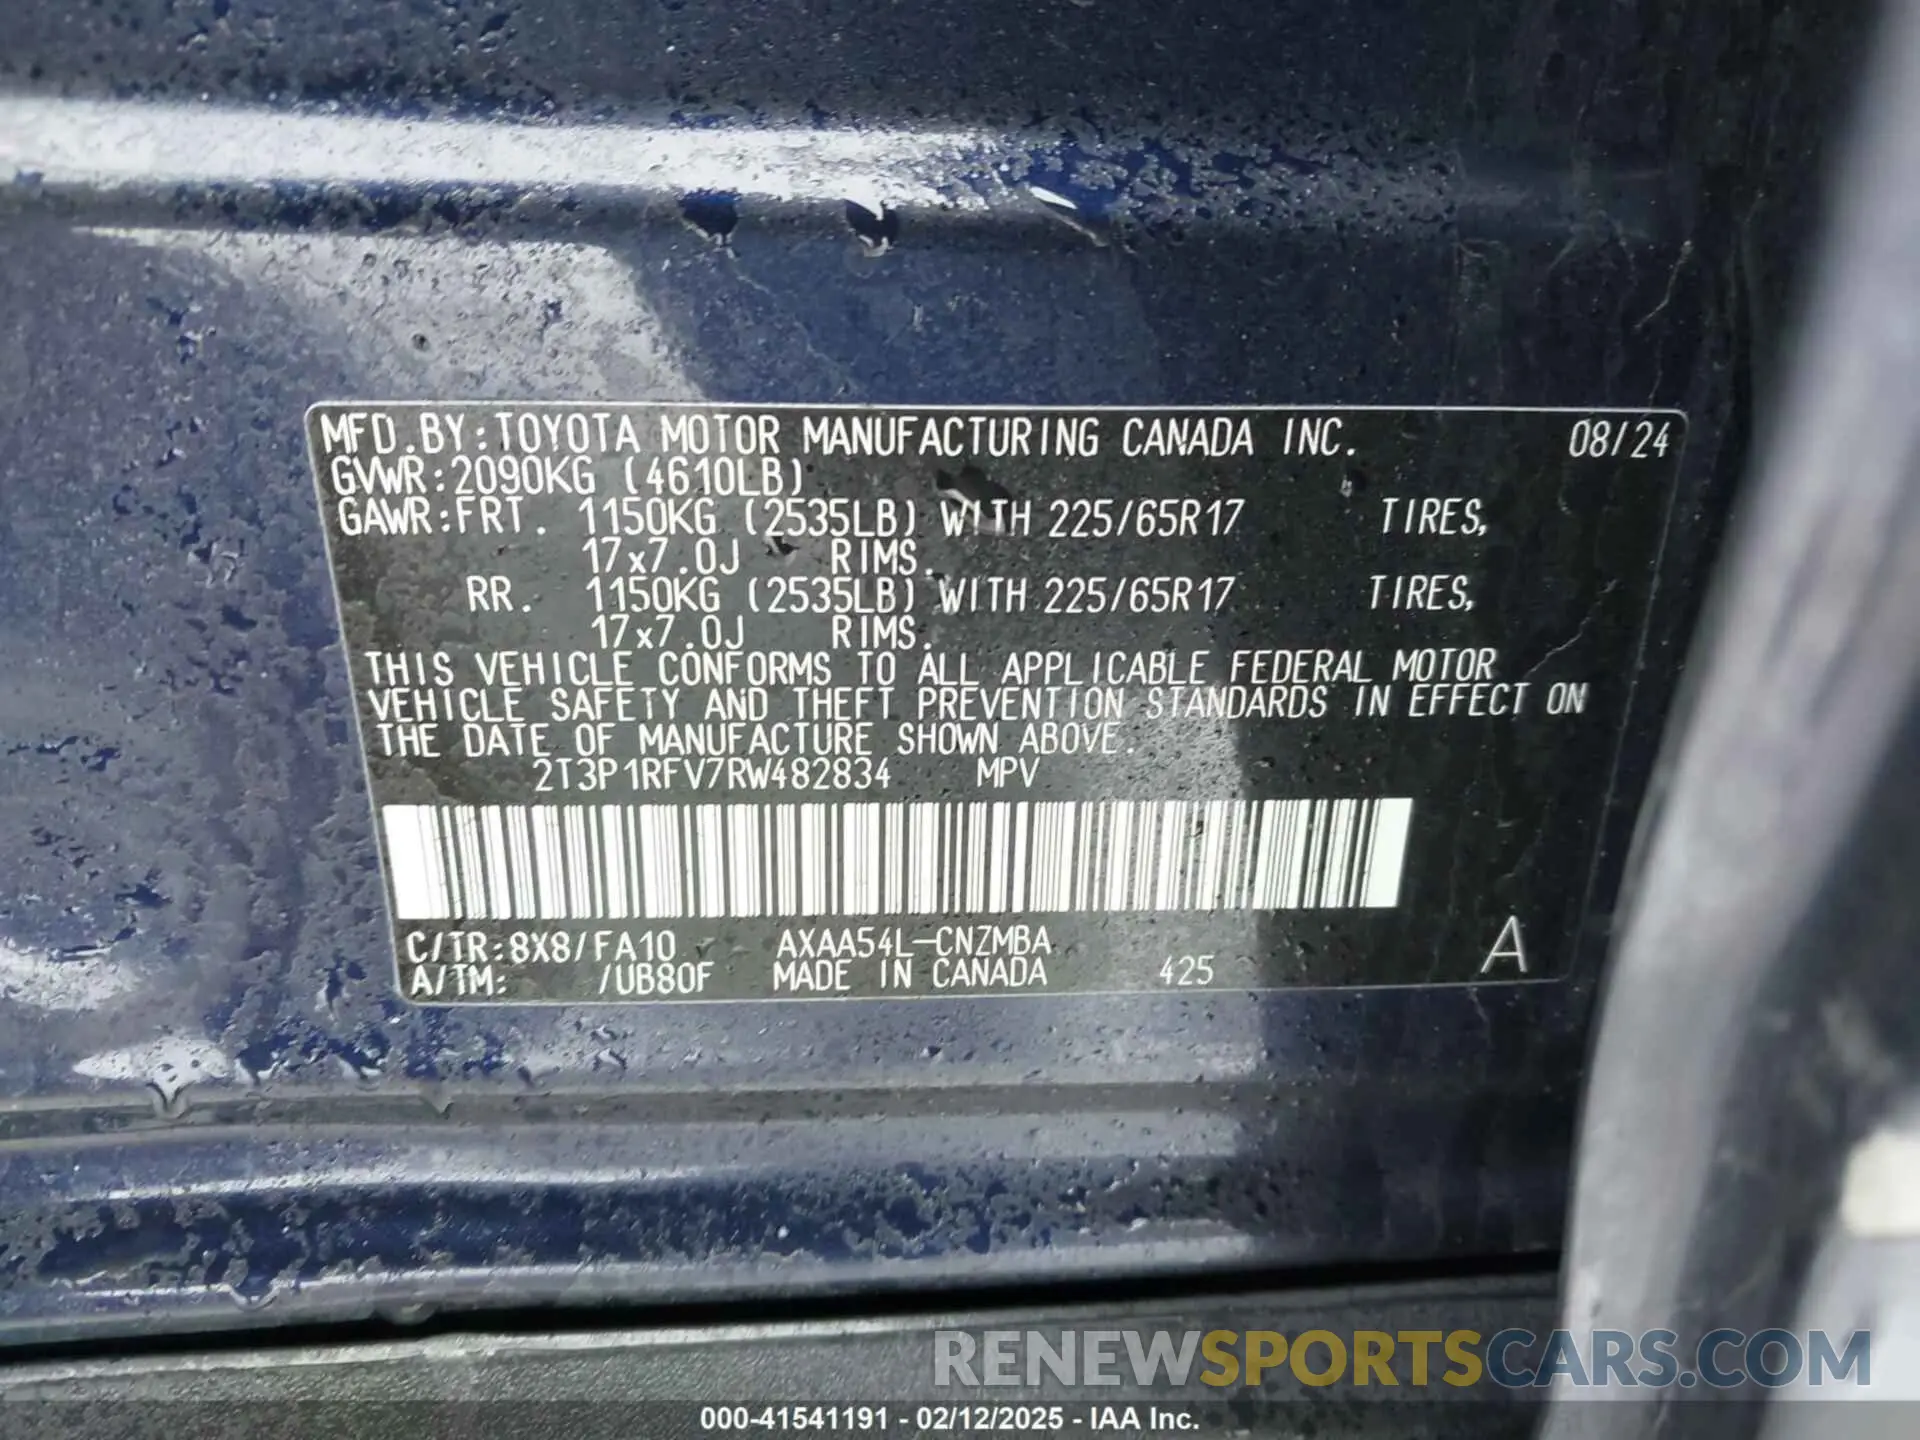 MFD.BY:TOYOTA MOTOR MANUFACTURING CANADA INC. 08/24
GVWR:2090KG (4610LB)
GAWR:FRT. 1150KG (2535LB) WITH 225/65R17 TIRES,
17x7.0J RIMS.
RR. 1150KG (2535LB) WITH 225/65R17 TIRES,
17x7.0J RIMS.
THIS VEHICLE CONFORMS TO ALL APPLICABLE FEDERAL MOTOR
VEHICLE SAFETY AND THEFT PREVENTION STANDARDS IN EFFECT ON
THE DATE OF MANUFACTURE SHOWN ABOVE.
2T3P1RFV7RW482834 MPV
C/TR:8X8/FA10 AXAA54L-CNZMBA A
A/TM: /UB80F MADE IN CANADA 425
RENEWSPORTSCARS.COM
000-41541191 - 02/12/2025 - IAA Inc.